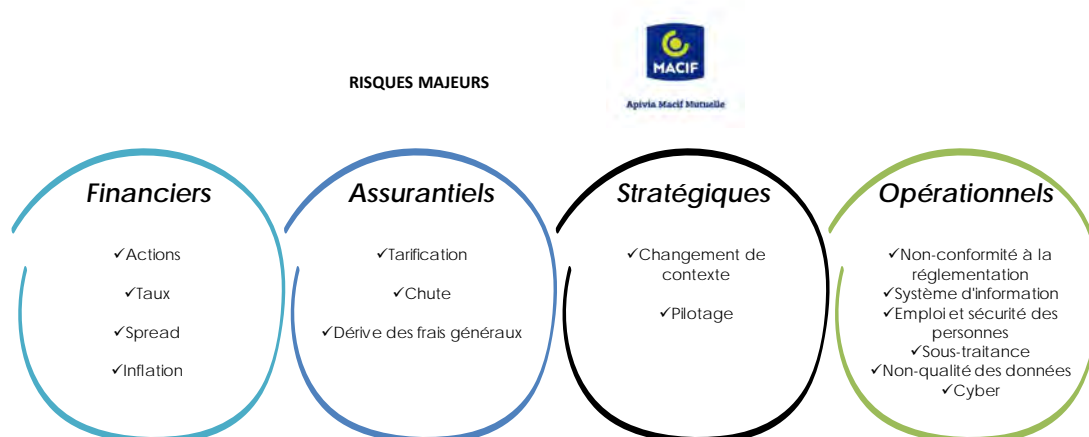 MACIF
RISQUES MAJEURS
Apivia Macif Mutuelle
Financiers
✓Actions
✓Taux
✓Spread
✓Inflation
Assurantiels
✓Tarification
✓Chute
✓Dérive des frais généraux
Stratégiques
✓Changement de
contexte
✓Pilotage
Opérationnels
✓Non-conformité à la
réglementation
✓Système d'information
✓Emploi et sécurité des
personnes
✓Sous-traitance
✓Non-qualité des données
✓Cyber